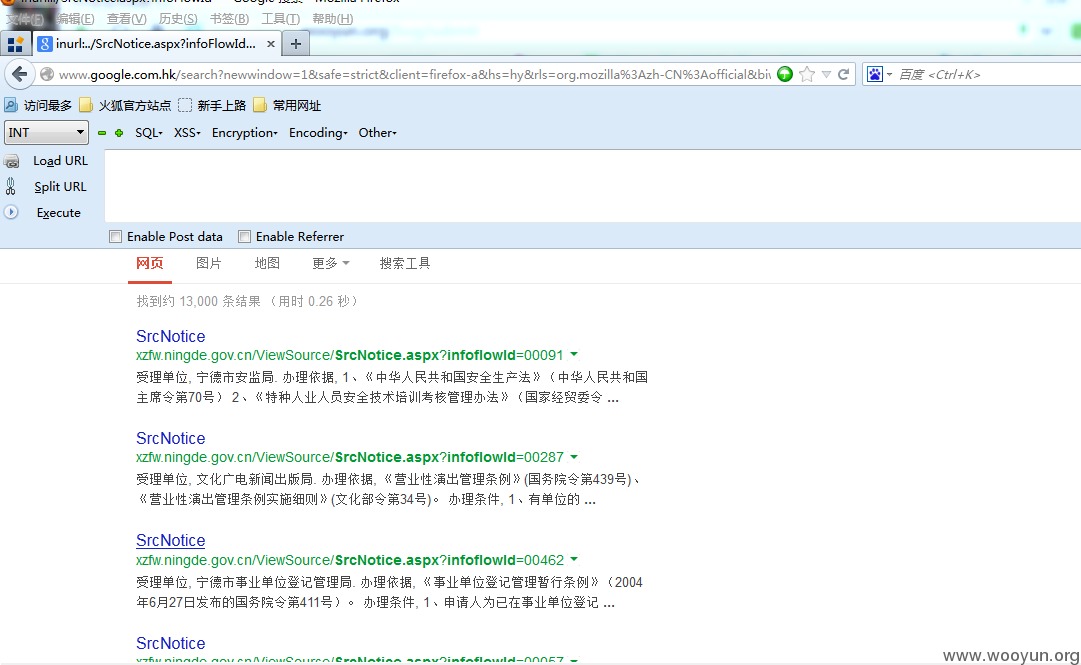 文件(F) 编辑(E) 查看(V) 历史(S) 书签(B) 工具(T) 帮助(H)
inurl:../SrcNotice.aspx?infoFlowId... × +
www.google.com.hk/search?newwindow=1&safe=strict&client=firefox-a&hs=hy&rls=org.mozilla%3Azh-CN%3Aofficial&biv 百度 <Ctrl+K>
访问最多 火狐官方站点 新手上路 常用网址
INT SQL XSS Encryption Encoding Other
Load URL
Split URL
Execute
Enable Post data Enable Referrer
网页 图片 地图 更多 搜索工具
找到约 13,000 条结果 （用时 0.26 秒）
SrcNotice
xzfw.ningde.gov.cn/ViewSource/SrcNotice.aspx?infoflowId=00091
受理单位, 宁德市安监局. 办理依据, 1、《中华人民共和国安全生产法》（中华人民共和国
主席令第70号） 2、《特种人业人员安全技术培训考核管理办法》（国家经贸委令 ...
SrcNotice
xzfw.ningde.gov.cn/ViewSource/SrcNotice.aspx?infoflowId=00287
受理单位, 文化广电新闻出版局. 办理依据, 《营业性演出管理条例》(国务院令第439号)、
《营业性演出管理条例实施细则》(文化部令第34号)。 办理条件, 1、有单位的 ...
SrcNotice
xzfw.ningde.gov.cn/ViewSource/SrcNotice.aspx?infoflowId=00462
受理单位, 宁德市事业单位登记管理局. 办理依据, 《事业单位登记管理暂行条例》（2004
年6月27日发布的国务院令第411号）。 办理条件, 1、申请人为已在事业单位登记 ...
SrcNotice
xzfw.ningde.gov.cn/ViewSource/SrcNotice.aspx?infoflowId=00057
www.wooyun.org